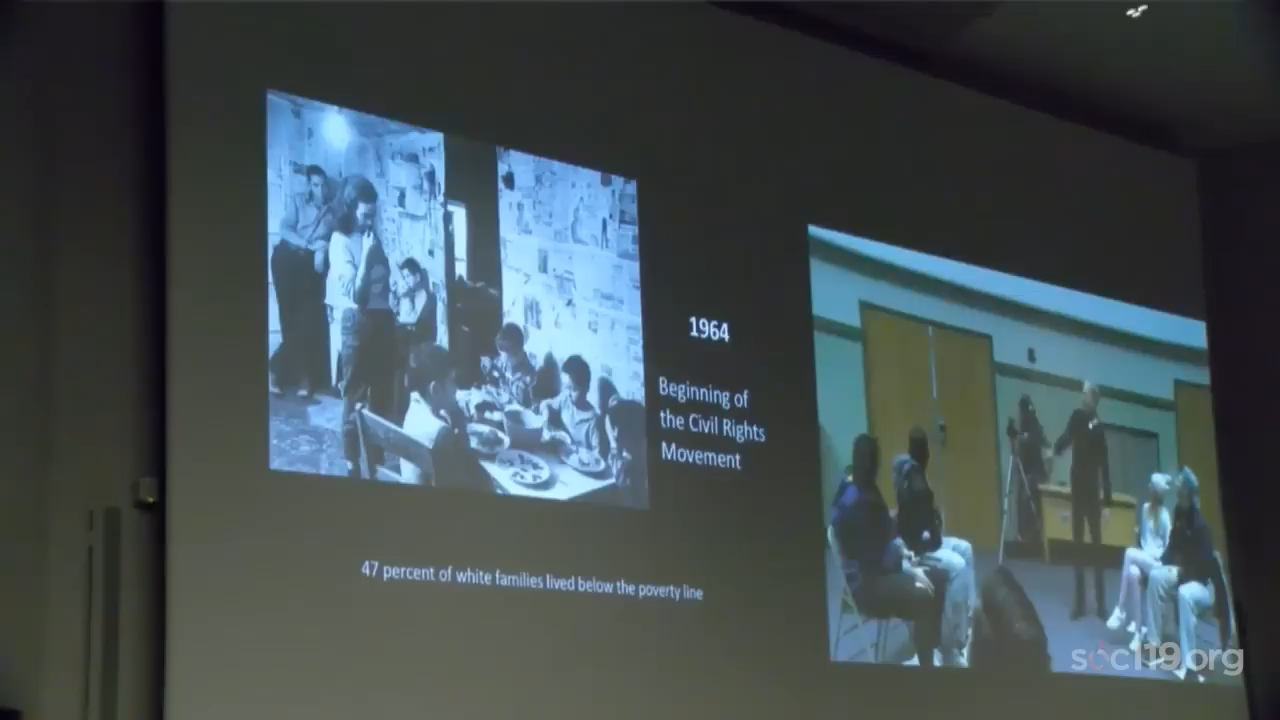 1964
Beginning of
the Civil Rights
Movement
47 percent of white families lived below the poverty line
soc119.org